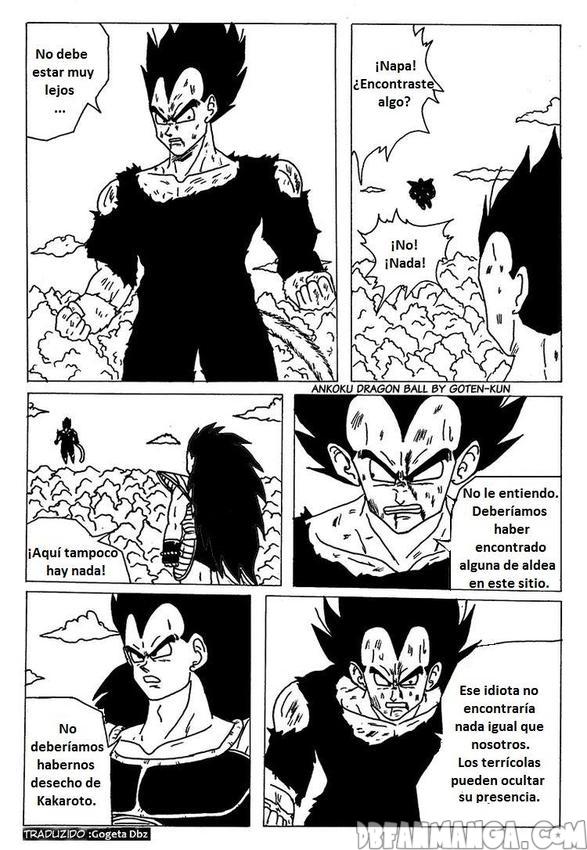 No debe
estar muy
lejos
...
¡Napa!
¿Encontraste
algo?
¡No!
¡Nada!
ANKOKU DRAGON BALL BY GOTEN-KUN
¡Aquí tampoco
hay nada!
No le entiendo.
Deberíamos
haber
encontrado
alguna de aldea
en este sitio.
No
deberíamos
habernos
desecho de
Kakaroto.
Ese idiota no
encontraría
nada igual que
nosotros.
Los terrícolas
pueden ocultar
su presencia.
TRADUZIDO :Gogeta Dbz
DBFANMANGA.COM